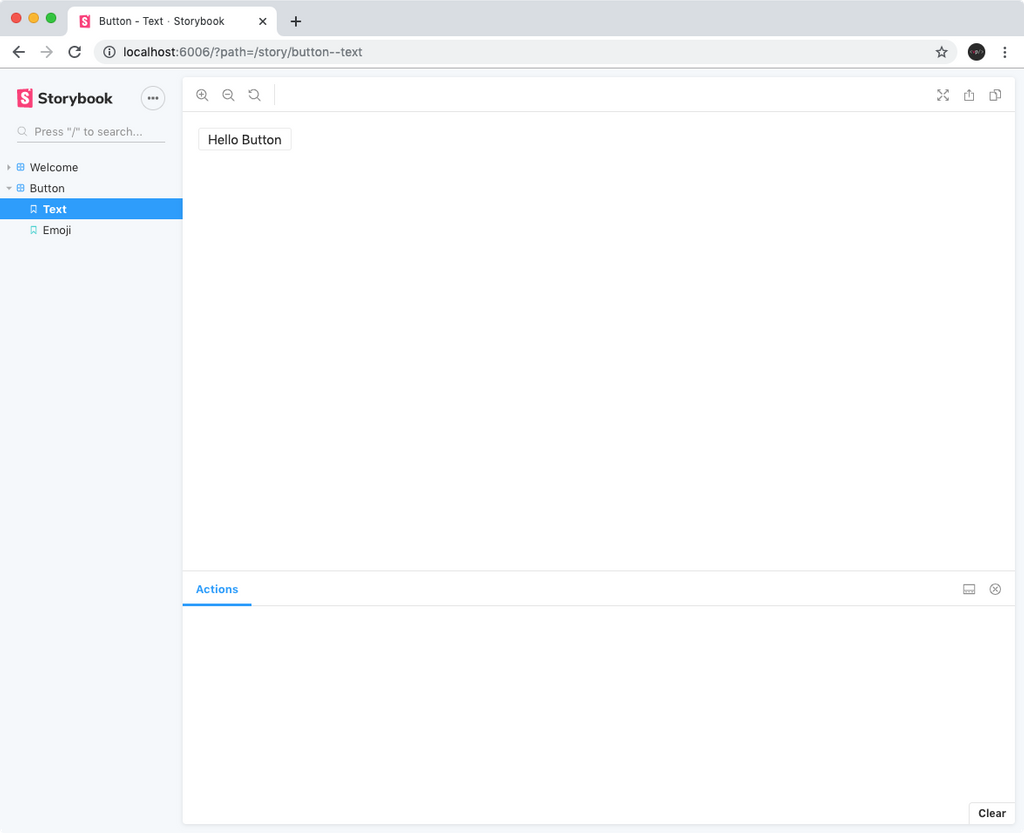 Button - Text · Storybook
localhost:6006/?path=/story/button--text
Storybook
Press "/" to search...
Welcome
Button
Text
Emoji
Hello Button
Actions
Clear